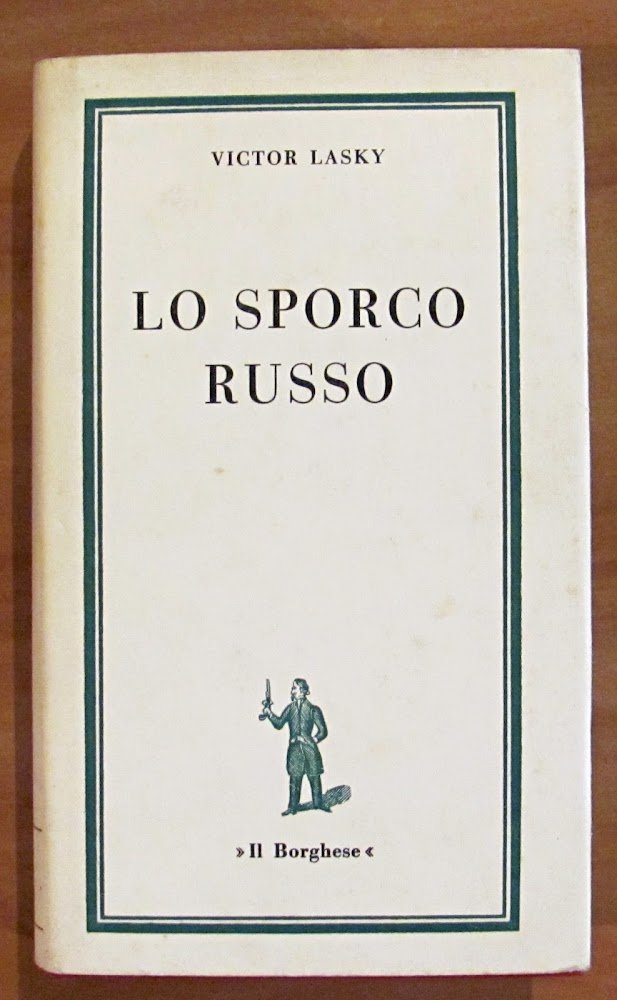 VICTOR LASKY
LO SPORCO
RUSSO
»Il Borghese«